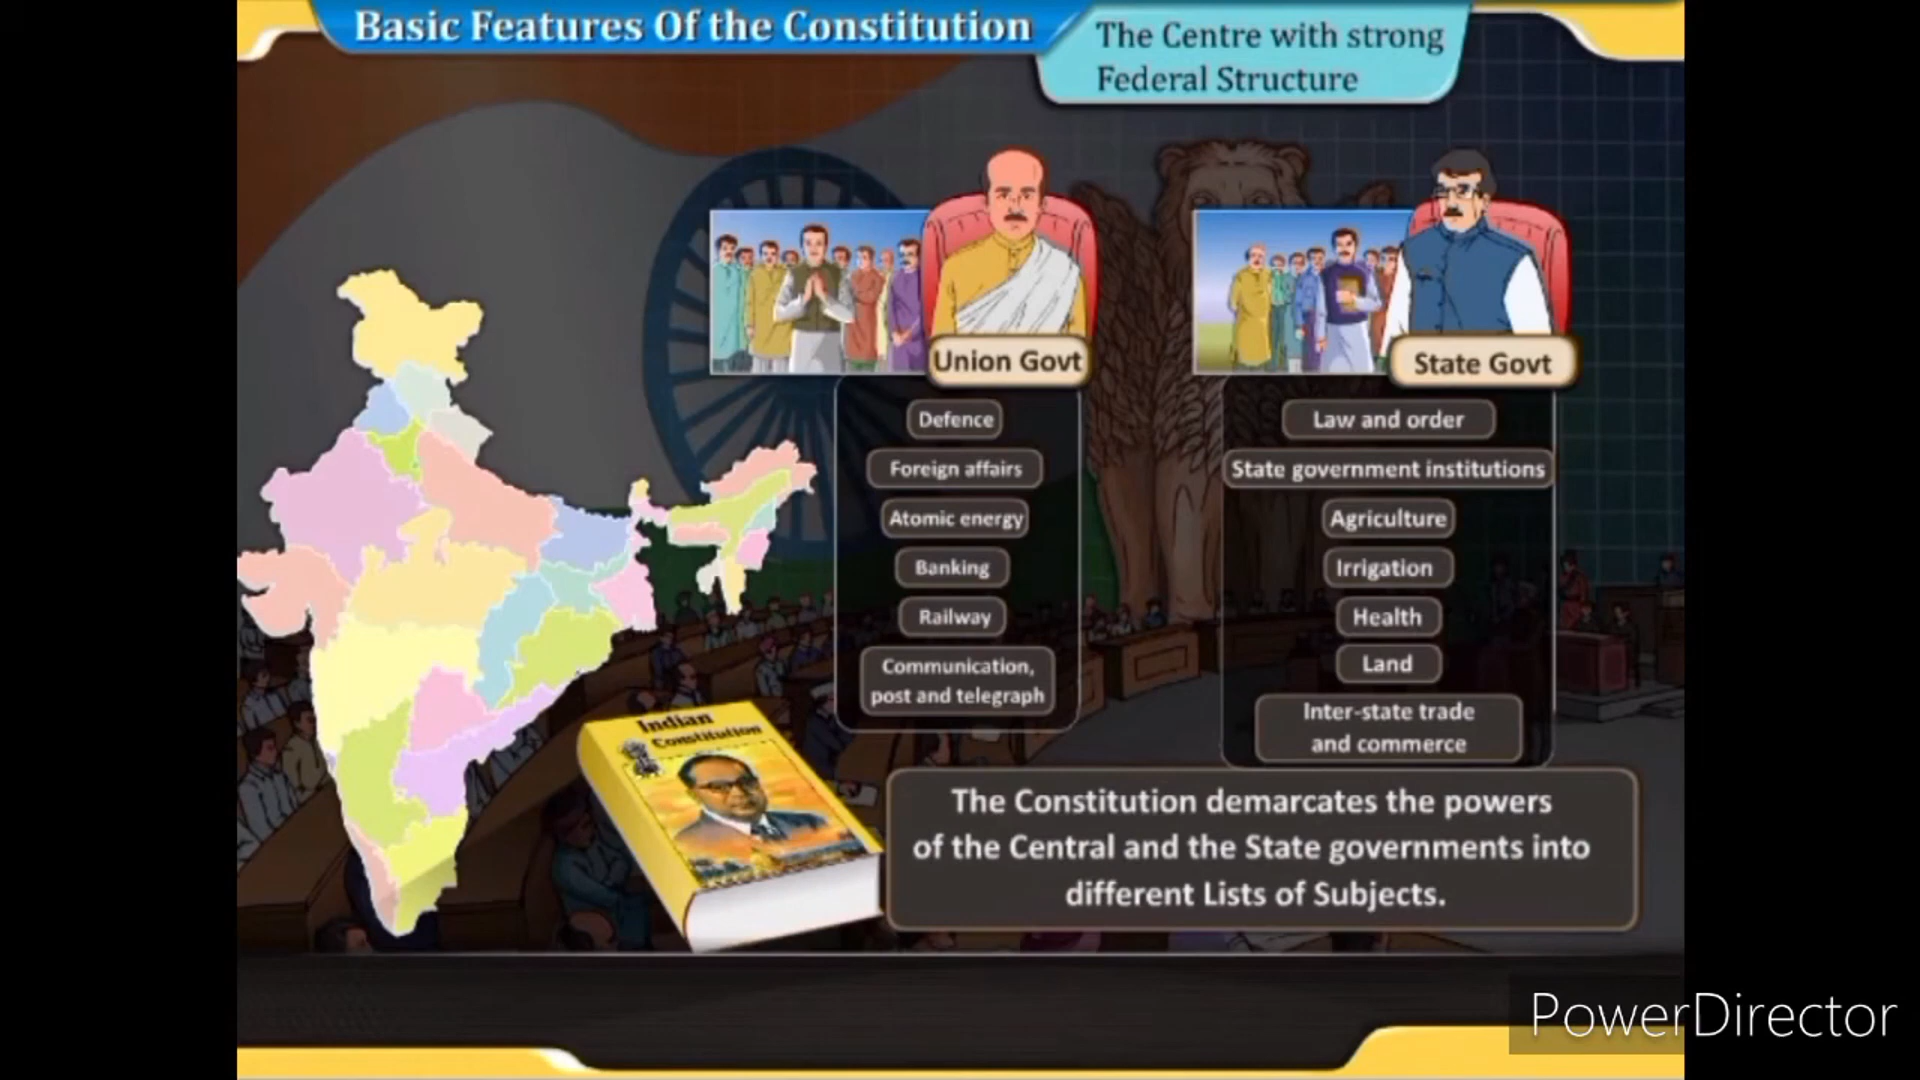 Basic Features Of the Constitution
The Centre with strong
Federal Structure
Union Govt
Defence
Foreign affairs
Atomic energy
Banking
Railway
Communication,
post and telegraph
State Govt
Law and order
State government institutions
Agriculture
Irrigation
Health
Land
Inter-state trade
and commerce
Indian
Constitution
The Constitution demarcates the powers
of the Central and the State governments into
different Lists of Subjects.
PowerDirector